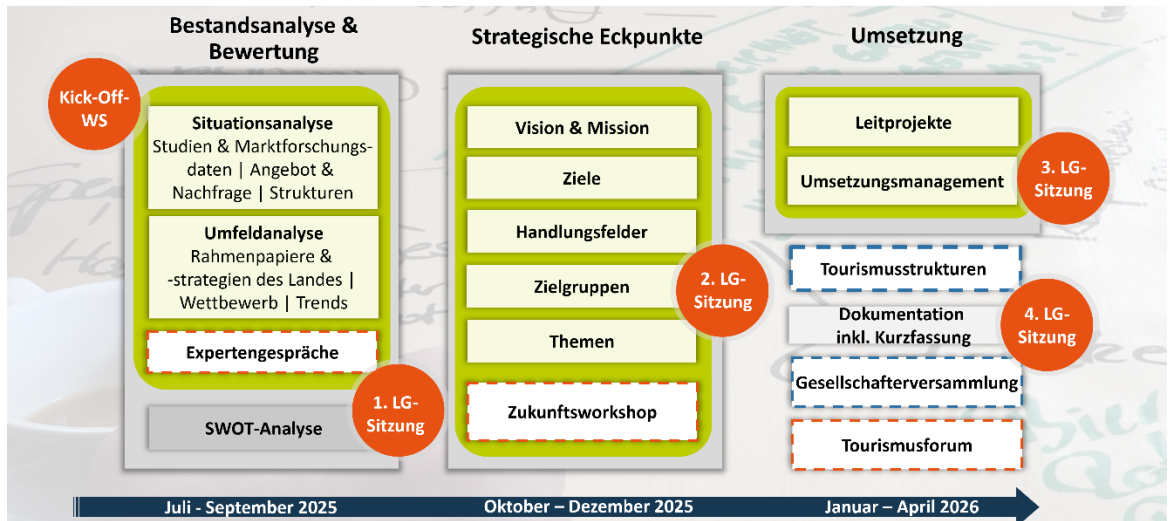 Bestandsanalyse &
Bewertung
Kick-Off-
WS
Situationsanalyse
Studien & Marktforschungs-
daten | Angebot &
Nachfrage | Strukturen
Umfeldanalyse
Rahmenpapiere &
-strategien des Landes |
Wettbewerb | Trends
Expertengespräche
SWOT-Analyse
1. LG-
Sitzung
Strategische Eckpunkte
Vision & Mission
Ziele
Handlungsfelder
Zielgruppen
Themen
Zukunftsworkshop
2. LG-
Sitzung
Umsetzung
Leitprojekte
Umsetzungsmanagement
3. LG-
Sitzung
Tourismusstrukturen
Dokumentation
inkl. Kurzfassung
4. LG-
Sitzung
Gesellschafterversammlung
Tourismusforum
Juli - September 2025
Oktober – Dezember 2025
Januar – April 2026